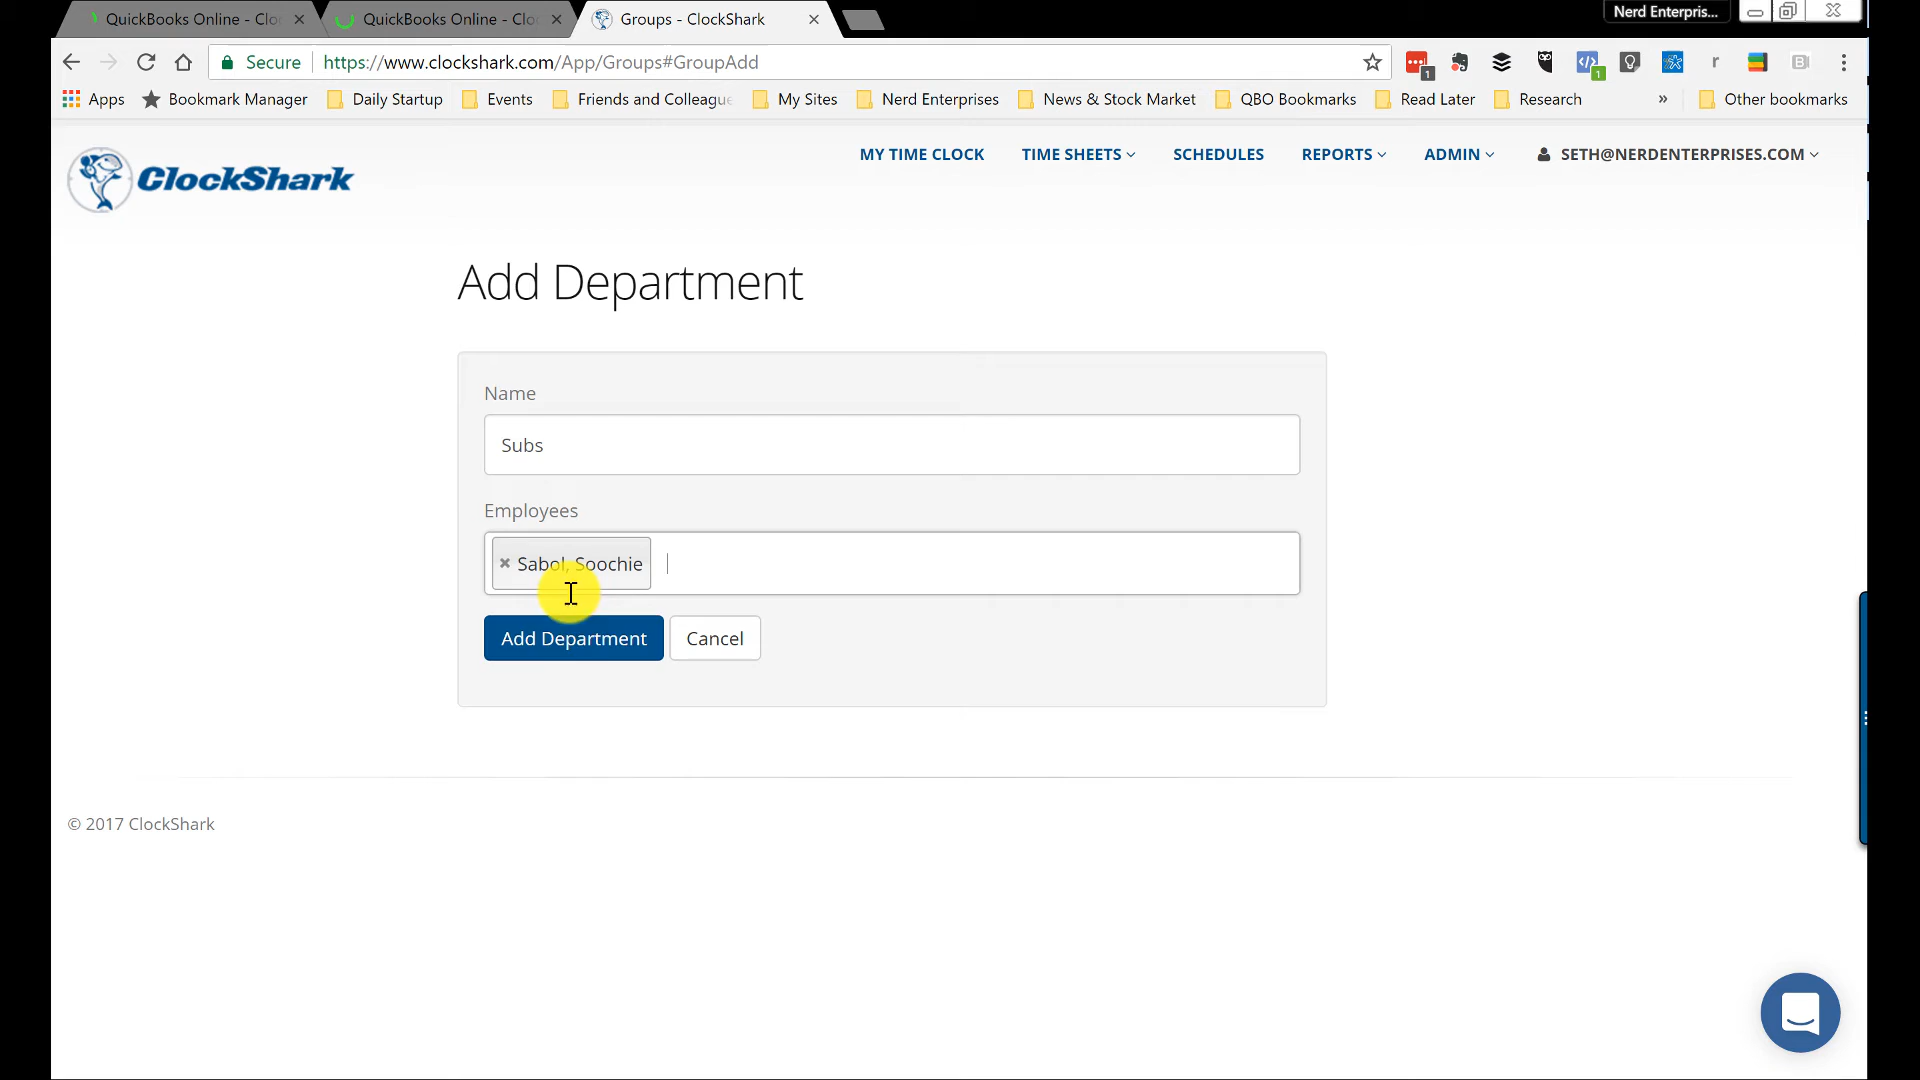 QuickBooks Online - Clo
QuickBooks Online - Clo
Groups - ClockShark
Nerd Enterpris...
Secure
https://www.clockshark.com/App/Groups#GroupAdd
1
1
r
B
Apps
Bookmark Manager
Daily Startup
Events
Friends and Colleagu
My Sites
Nerd Enterprises
News & Stock Market
QBO Bookmarks
Read Later
Research
»
Other bookmarks
ClockShark
MY TIME CLOCK
TIME SHEETS
SCHEDULES
REPORTS
ADMIN
SETH@NERDENTERPRISES.COM
Add Department
Name
Subs
Employees
× Sabol, Soochie
Add Department
Cancel
© 2017 ClockShark